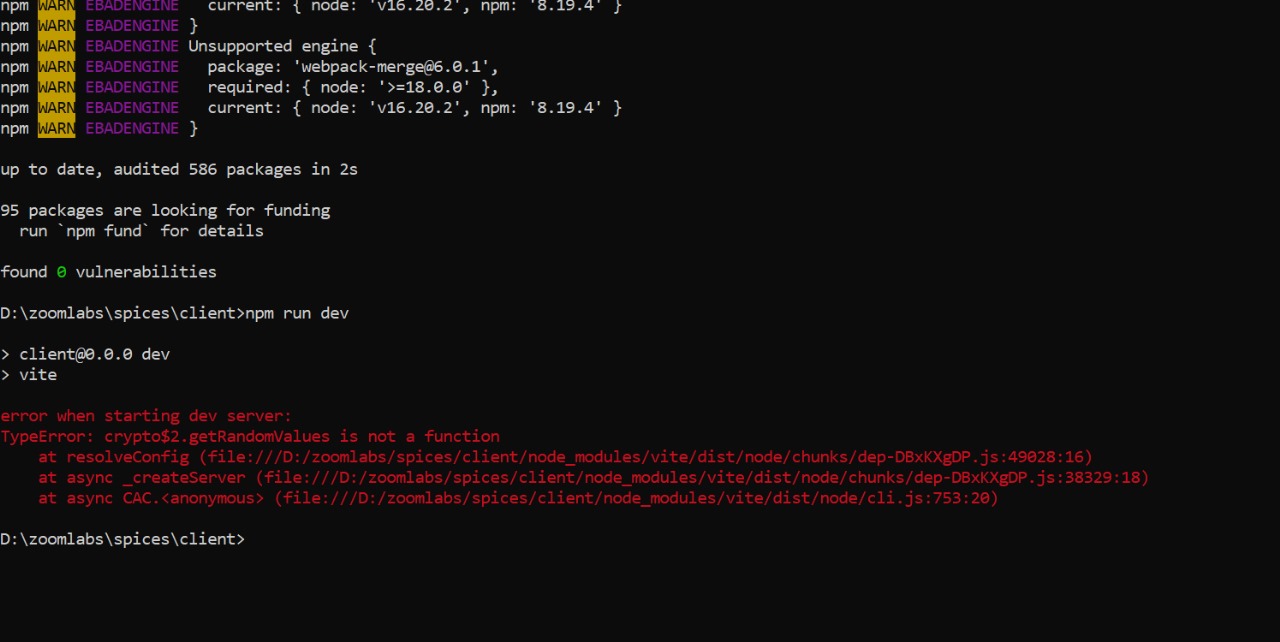 npm WARN EBADENGINE   current: { node: 'v16.20.2', npm: '8.19.4' }
npm WARN EBADENGINE }
npm WARN EBADENGINE Unsupported engine {
npm WARN EBADENGINE   package: 'webpack-merge@6.0.1',
npm WARN EBADENGINE   required: { node: '>=18.0.0' },
npm WARN EBADENGINE   current: { node: 'v16.20.2', npm: '8.19.4' }
npm WARN EBADENGINE }
up to date, audited 586 packages in 2s
95 packages are looking for funding
  run `npm fund` for details
found 0 vulnerabilities
D:\zoomlabs\spices\client>npm run dev
> client@0.0.0 dev
> vite
error when starting dev server:
TypeError: crypto$2.getRandomValues is not a function
    at resolveConfig (file:///D:/zoomlabs/spices/client/node_modules/vite/dist/node/chunks/dep-DBxKXgDP.js:49028:16)
    at async _createServer (file:///D:/zoomlabs/spices/client/node_modules/vite/dist/node/chunks/dep-DBxKXgDP.js:38329:18)
    at async CAC.<anonymous> (file:///D:/zoomlabs/spices/client/node_modules/vite/dist/node/cli.js:753:20)
D:\zoomlabs\spices\client>